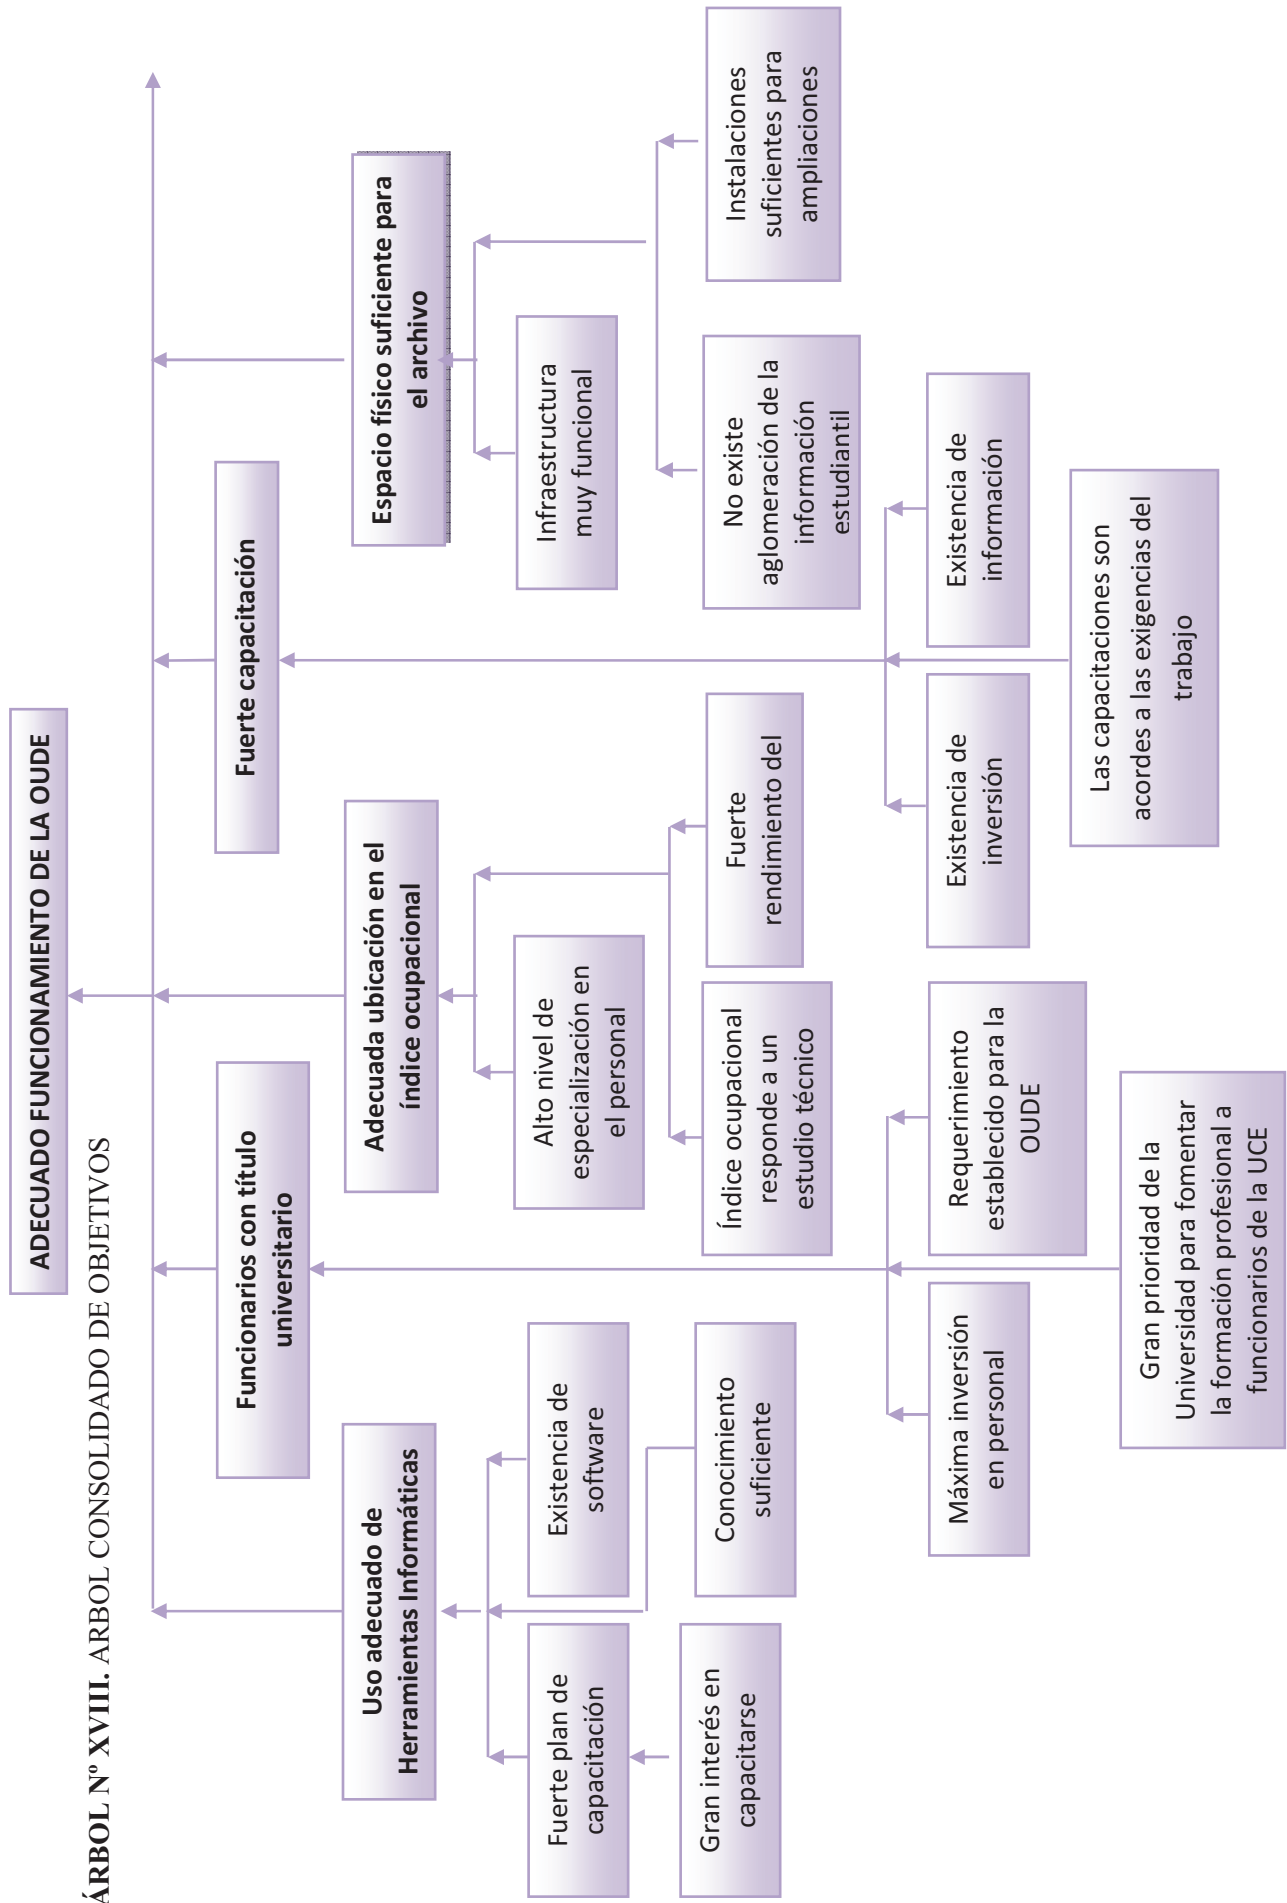 ÁRBOL Nº XVIII. ARBOL CONSOLIDADO DE OBJETIVOS
ADECUADO FUNCIONAMIENTO DE LA OUDE
Uso adecuado de
Herramientas Informáticas
Fuerte plan de
capacitación
Existencia de
software
Gran interés en
capacitarse
Conocimiento
suficiente
Funcionarios con título
universitario
Máxima inversión
en personal
Requerimiento
establecido para la
OUDE
Gran prioridad de la
Universidad para fomentar
la formación profesional a
funcionarios de la UCE
Adecuada ubicación en el
índice ocupacional
Alto nivel de
especialización en
el personal
Índice ocupacional
responde a un
estudio técnico
Fuerte
rendimiento del
Fuerte capacitación
Existencia de
inversión
Existencia de
información
Las capacitaciones son
acordes a las exigencias del
trabajo
Espacio físico suficiente para
el archivo
Infraestructura
muy funcional
No existe
aglomeración de la
información
estudiantil
Instalaciones
suficientes para
ampliaciones